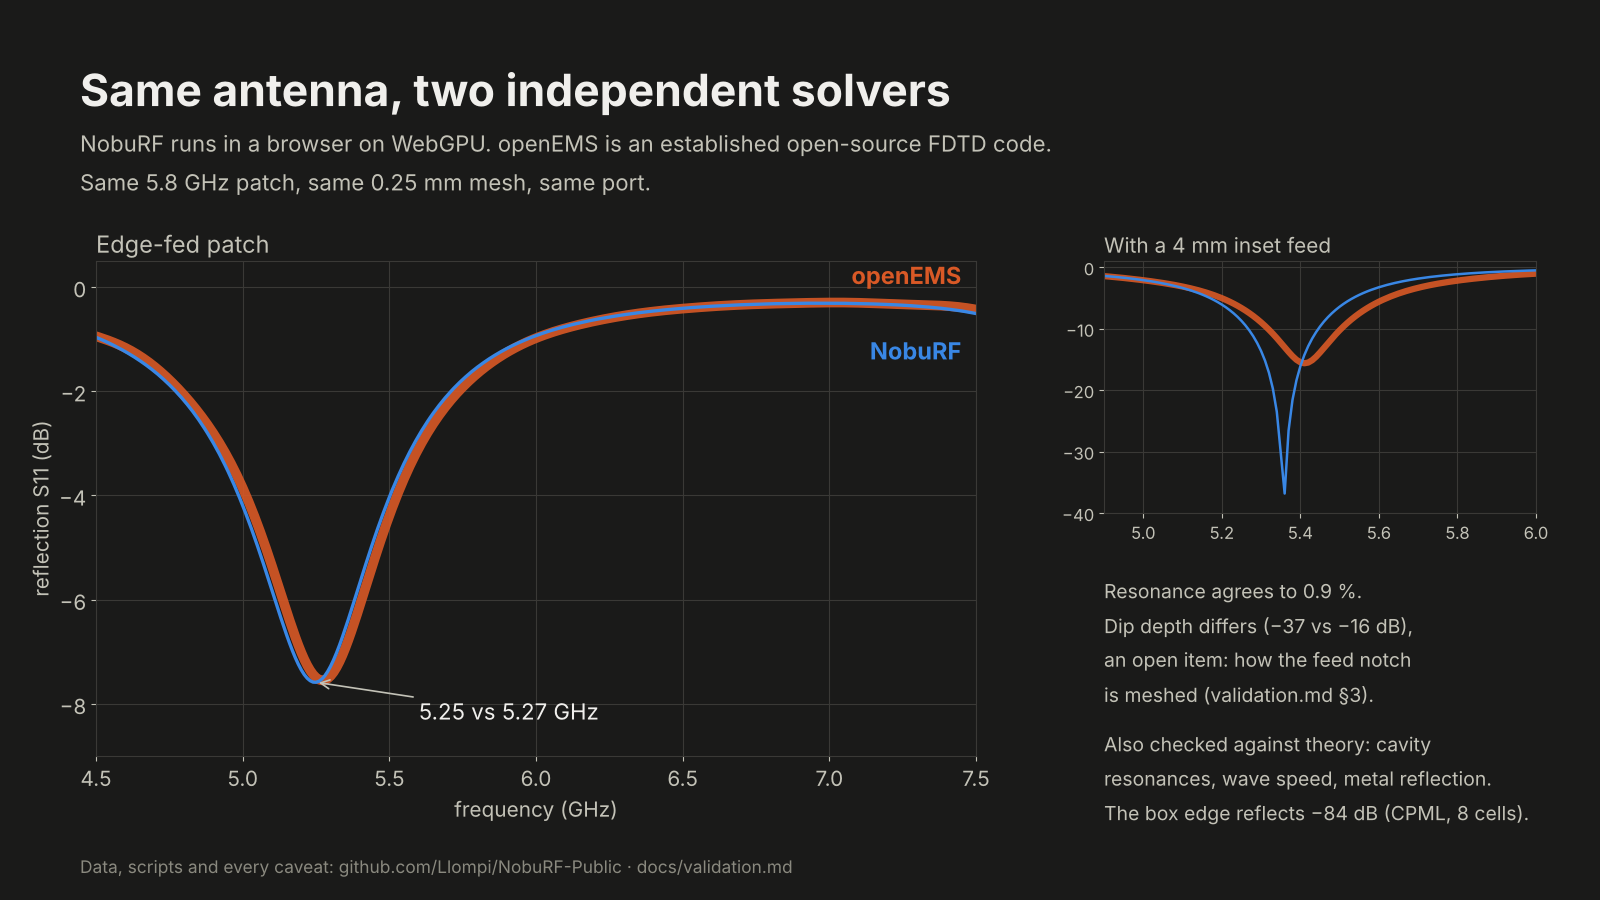 Same antenna, two independent solvers
NobuRF runs in a browser on WebGPU. openEMS is an established open-source FDTD code.
Same 5.8 GHz patch, same 0.25 mm mesh, same port.
Edge-fed patch
openEMS
NobuRF
0
−2
−4
−6
−8
reflection S11 (dB)
5.25 vs 5.27 GHz
4.5 5.0 5.5 6.0 6.5 7.0 7.5
frequency (GHz)
With a 4 mm inset feed
0
−10
−20
−30
−40
5.0 5.2 5.4 5.6 5.8 6.0
Resonance agrees to 0.9 %.
Dip depth differs (−37 vs −16 dB),
an open item: how the feed notch
is meshed (validation.md §3).
Also checked against theory: cavity
resonances, wave speed, metal reflection.
The box edge reflects −84 dB (CPML, 8 cells).
Data, scripts and every caveat: github.com/Llompi/NobuRF-Public · docs/validation.md